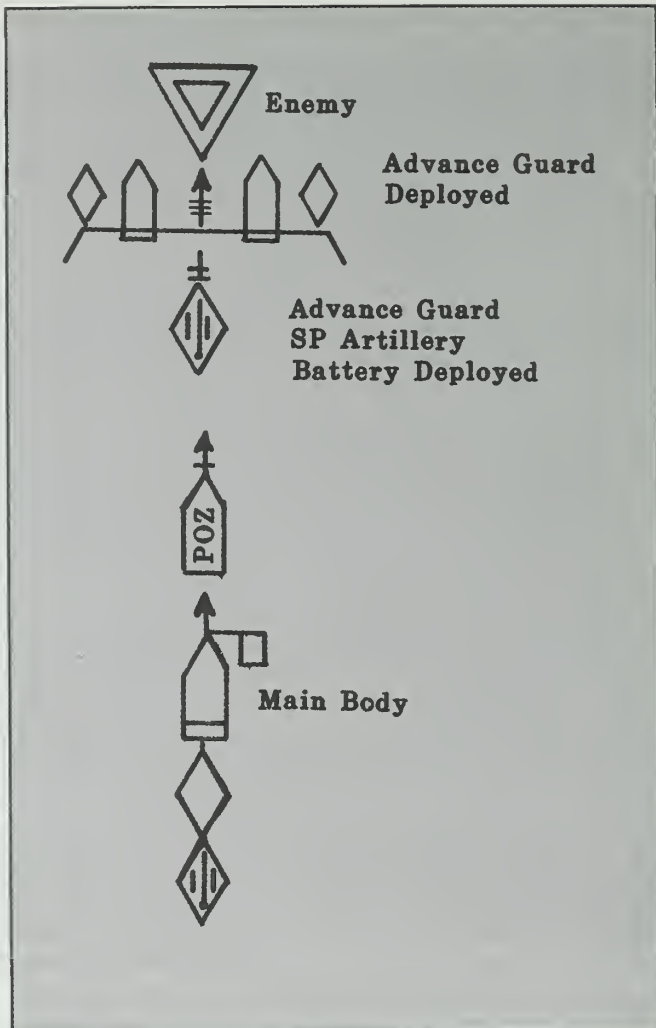 Enemy
Advance Guard
Deployed
Advance Guard
SP Artillery
Battery Deployed
POZ
Main Body